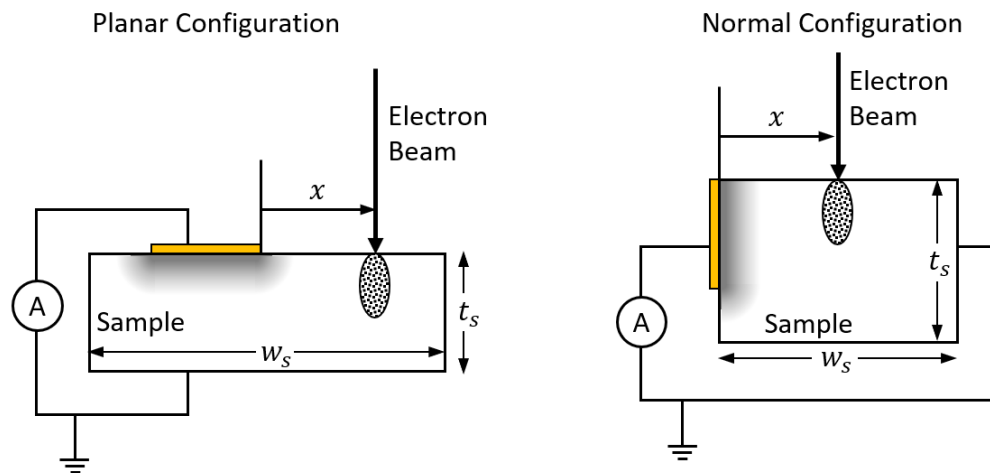 Planar Configuration
Electron
Beam
x
A
Sample
w_s
t_s
Normal Configuration
Electron
Beam
x
A
t_s
Sample
w_s